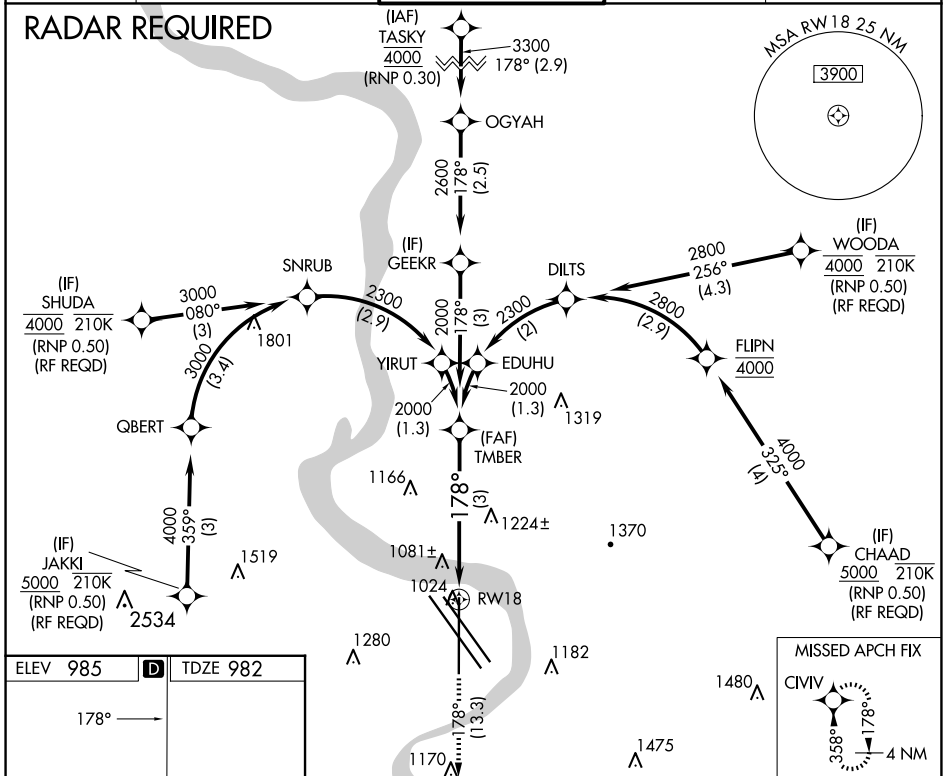 RADAR REQUIRED
(IAF)
TASKY
4000
(RNP 0.30)
3300
178° (2.9)
MSA RW18 25 NM
3900
OGYAH
2600
178°
(2.5)
(IF)
GEEKR
(IF)
WOODA
4000 210K
(RNP 0.50)
(RF REQD)
2800
256°
(4.3)
DILTS
SNRUB
(IF)
SHUDA
4000 210K
(RNP 0.50)
(RF REQD)
3000
080°
(3)
2300
(2.9)
2000
178°
(3)
2300
(2)
2800
(2.9)
1801
3000
(3.4)
YIRUT
EDUHU
FLIPN
4000
2000
(1.3)
2000
(1.3)
1319
QBERT
(FAF)
TMBER
4000
325°
(4)
1166
178°
(3)
1224±
4000
359°
(3)
1370
(IF)
JAKKI
5000 210K
(RNP 0.50)
(RF REQD)
1519
2534
1081±
1024
RW18
(IF)
CHAAD
5000 210K
(RNP 0.50)
(RF REQD)
1280
1182
1480
MISSED APCH FIX
CIVIV
358°
178°
4 NM
ELEV 985
D
TDZE 982
178°
178°
(13.3)
1170
1475